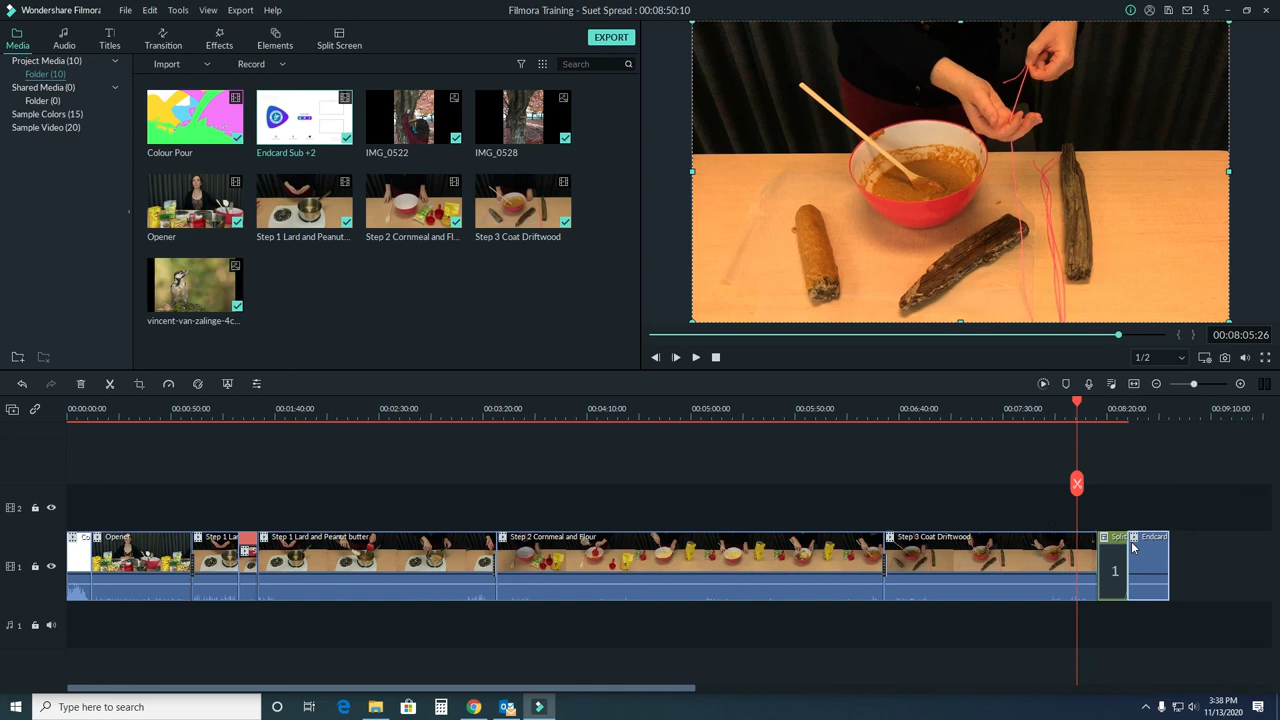 Wondershare Filmora
File
Edit
Tools
View
Export
Help
Filmora Training - Suet Spread : 00:08:50:10
Media
Audio
Titles
Transition
Effects
Elements
Split Screen
EXPORT
Project Media (10)
Folder (10)
Shared Media (0)
Folder (0)
Sample Colors (15)
Sample Video (20)
Import
Record
Search
Colour Pour
Endcard Sub +2
IMG_0522
IMG_0528
Opener
Step 1 Lard and Peanut...
Step 2 Cornmeal and Fl...
Step 3 Coat Driftwood
vincent-van-zalinge-4c...
00:08:05:26
1/2
00:00:00:00
00:00:50:00
00:01:40:00
00:02:30:00
00:03:20:00
00:04:10:00
00:05:00:00
00:05:50:00
00:06:40:00
00:07:30:00
00:08:20:00
00:09:10:00
2
1
1
Co
Opener
Step 1 Lar
Step 1 Lard and Peanut butter
Step 2 Cornmeal and Flour
Step 3 Coat Driftwood
Split
Endcard
1
Type here to search
3:38 PM
11/13/2020